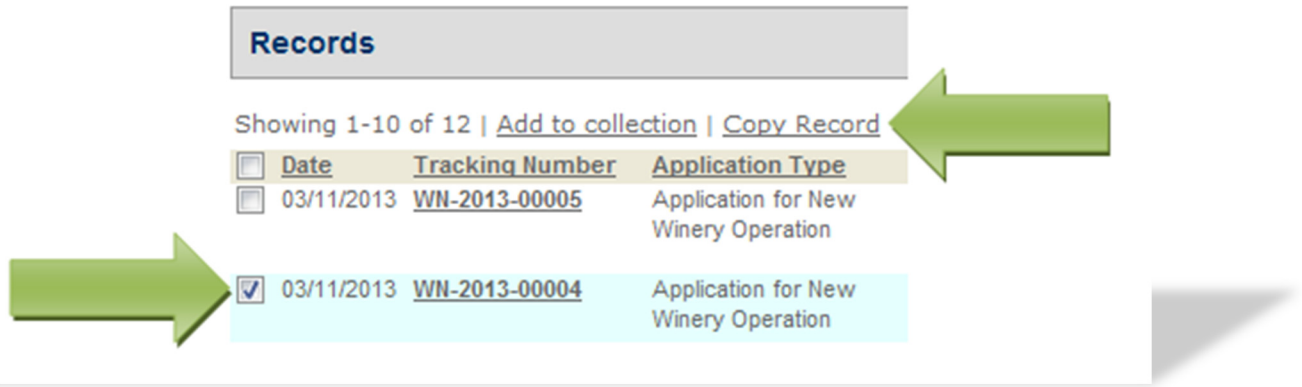 Records
Showing 1-10 of 12 | Add to collection | Copy Record
Date Tracking Number Application Type
03/11/2013 WN-2013-00005 Application for New
Winery Operation
03/11/2013 WN-2013-00004 Application for New
Winery Operation